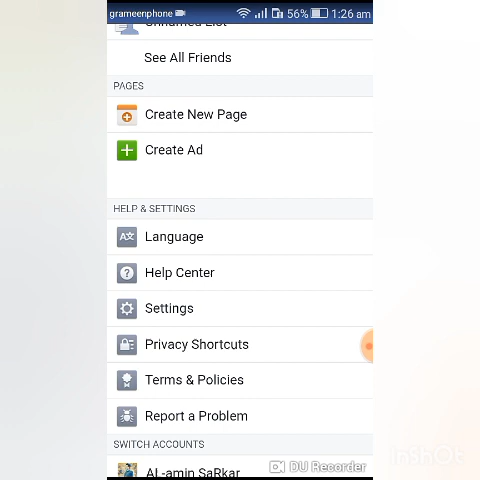 grameenphone 56% 1:26 am
Unnamed List
See All Friends
PAGES
Create New Page
Create Ad
HELP & SETTINGS
Language
Help Center
Settings
Privacy Shortcuts
Terms & Policies
Report a Problem
SWITCH ACCOUNTS
AL-amin SaRkar
DU Recorder
InShOt